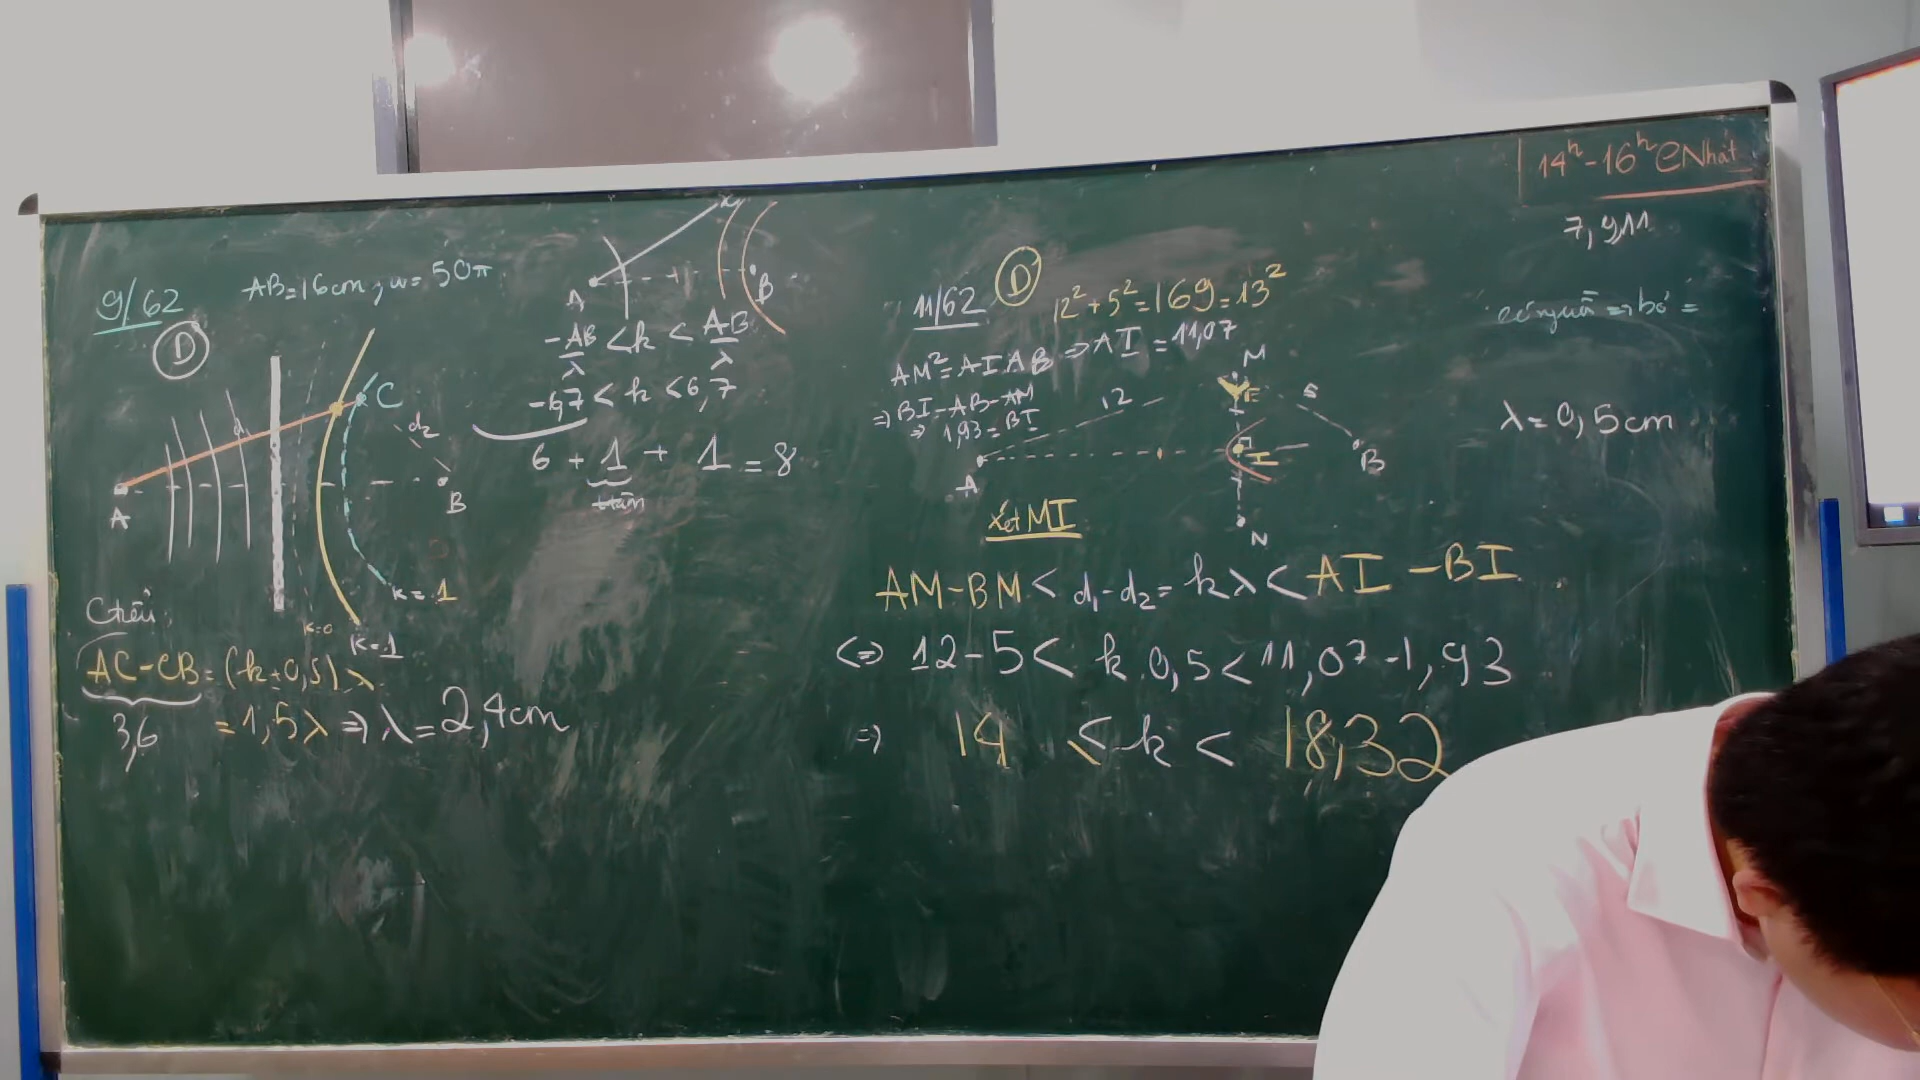 14ʰ-16ʰ CNhát
7, 9, 11
9/62
AB=16cm, ω=50π
D
A
B
-AB/λ < k < AB/λ
-6,7 < k < 6,7
6 + 1 + 1 = 8
C
d₂
A
B
k=1
k=0
k=1
AC-CB=(k+0,5)λ
3,6 =1,5λ ⇒ λ=2,4cm
11/62
D
12²+5²=169=13²
AM²=AI AB ⇒ AI=11,07
⇒ BI=AB-AM
⇒ 1,93=BI
M
E
12
5
A
I
B
N
λ=0,5cm
Xét MI
AM-BM < d₁-d₂= kλ < AI-BI
⇔ 12-5 < k.0,5 < 11,07-1,93
⇒ 14 < k < 18,32